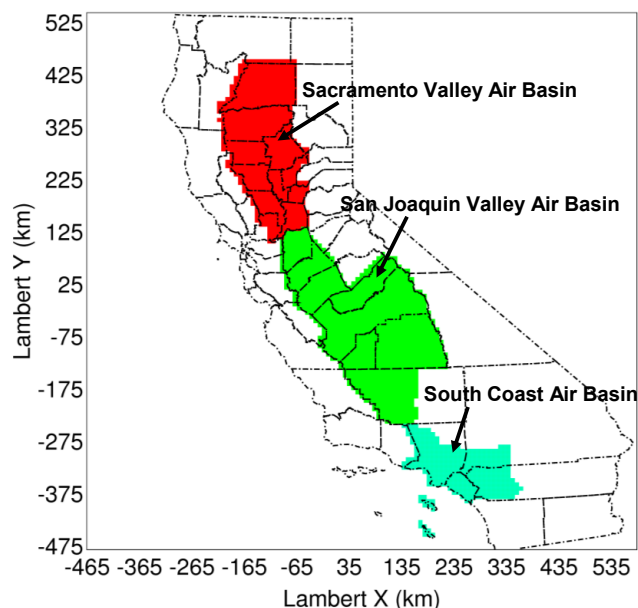 525
425
Sacramento Valley Air Basin
325
225
San Joaquin Valley Air Basin
125
25
-75
-175
South Coast Air Basin
-275
-375
-475
Lambert Y (km)
-465 -365 -265 -165 -65 35 135 235 335 435 535
Lambert X (km)